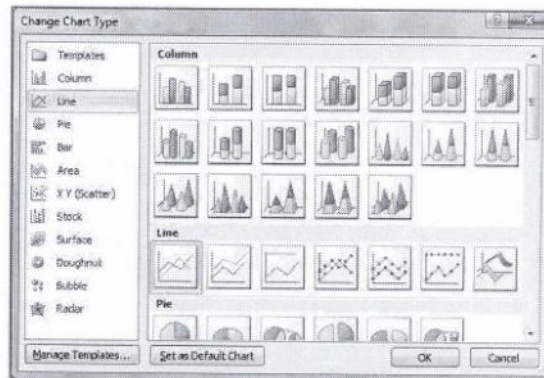 Change Chart Type
Templates
Column
Line
Pie
Bar
Area
X Y (Scatter)
Stock
Surface
Doughnut
Bubble
Radar
Column
Line
Pie
Manage Templates...
Set as Default Chart
OK
Cancel